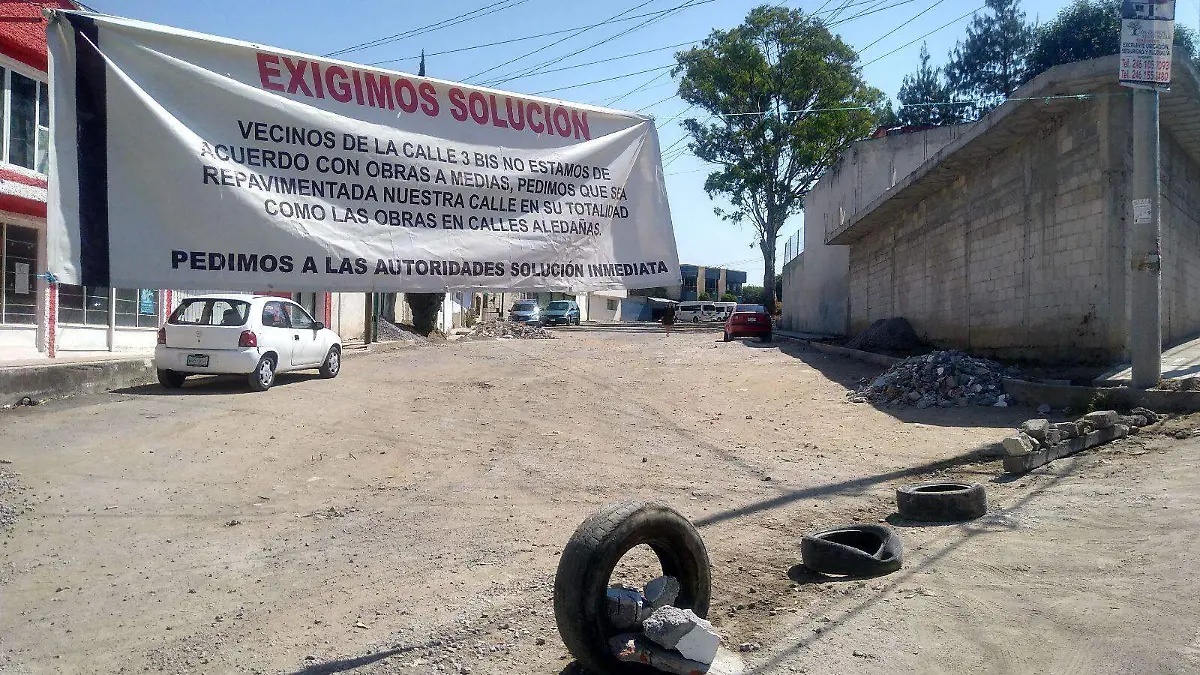 EXIGIMOS SOLUCION
VECINOS DE LA CALLE 3 BIS NO ESTAMOS DE
ACUERDO CON OBRAS A MEDIAS, PEDIMOS QUE SEA
REPAVIMENTADA NUESTRA CALLE EN SU TOTALIDAD
COMO LAS OBRAS EN CALLES ALEDAÑAS.
PEDIMOS A LAS AUTORIDADES SOLUCIÓN INMEDIATA